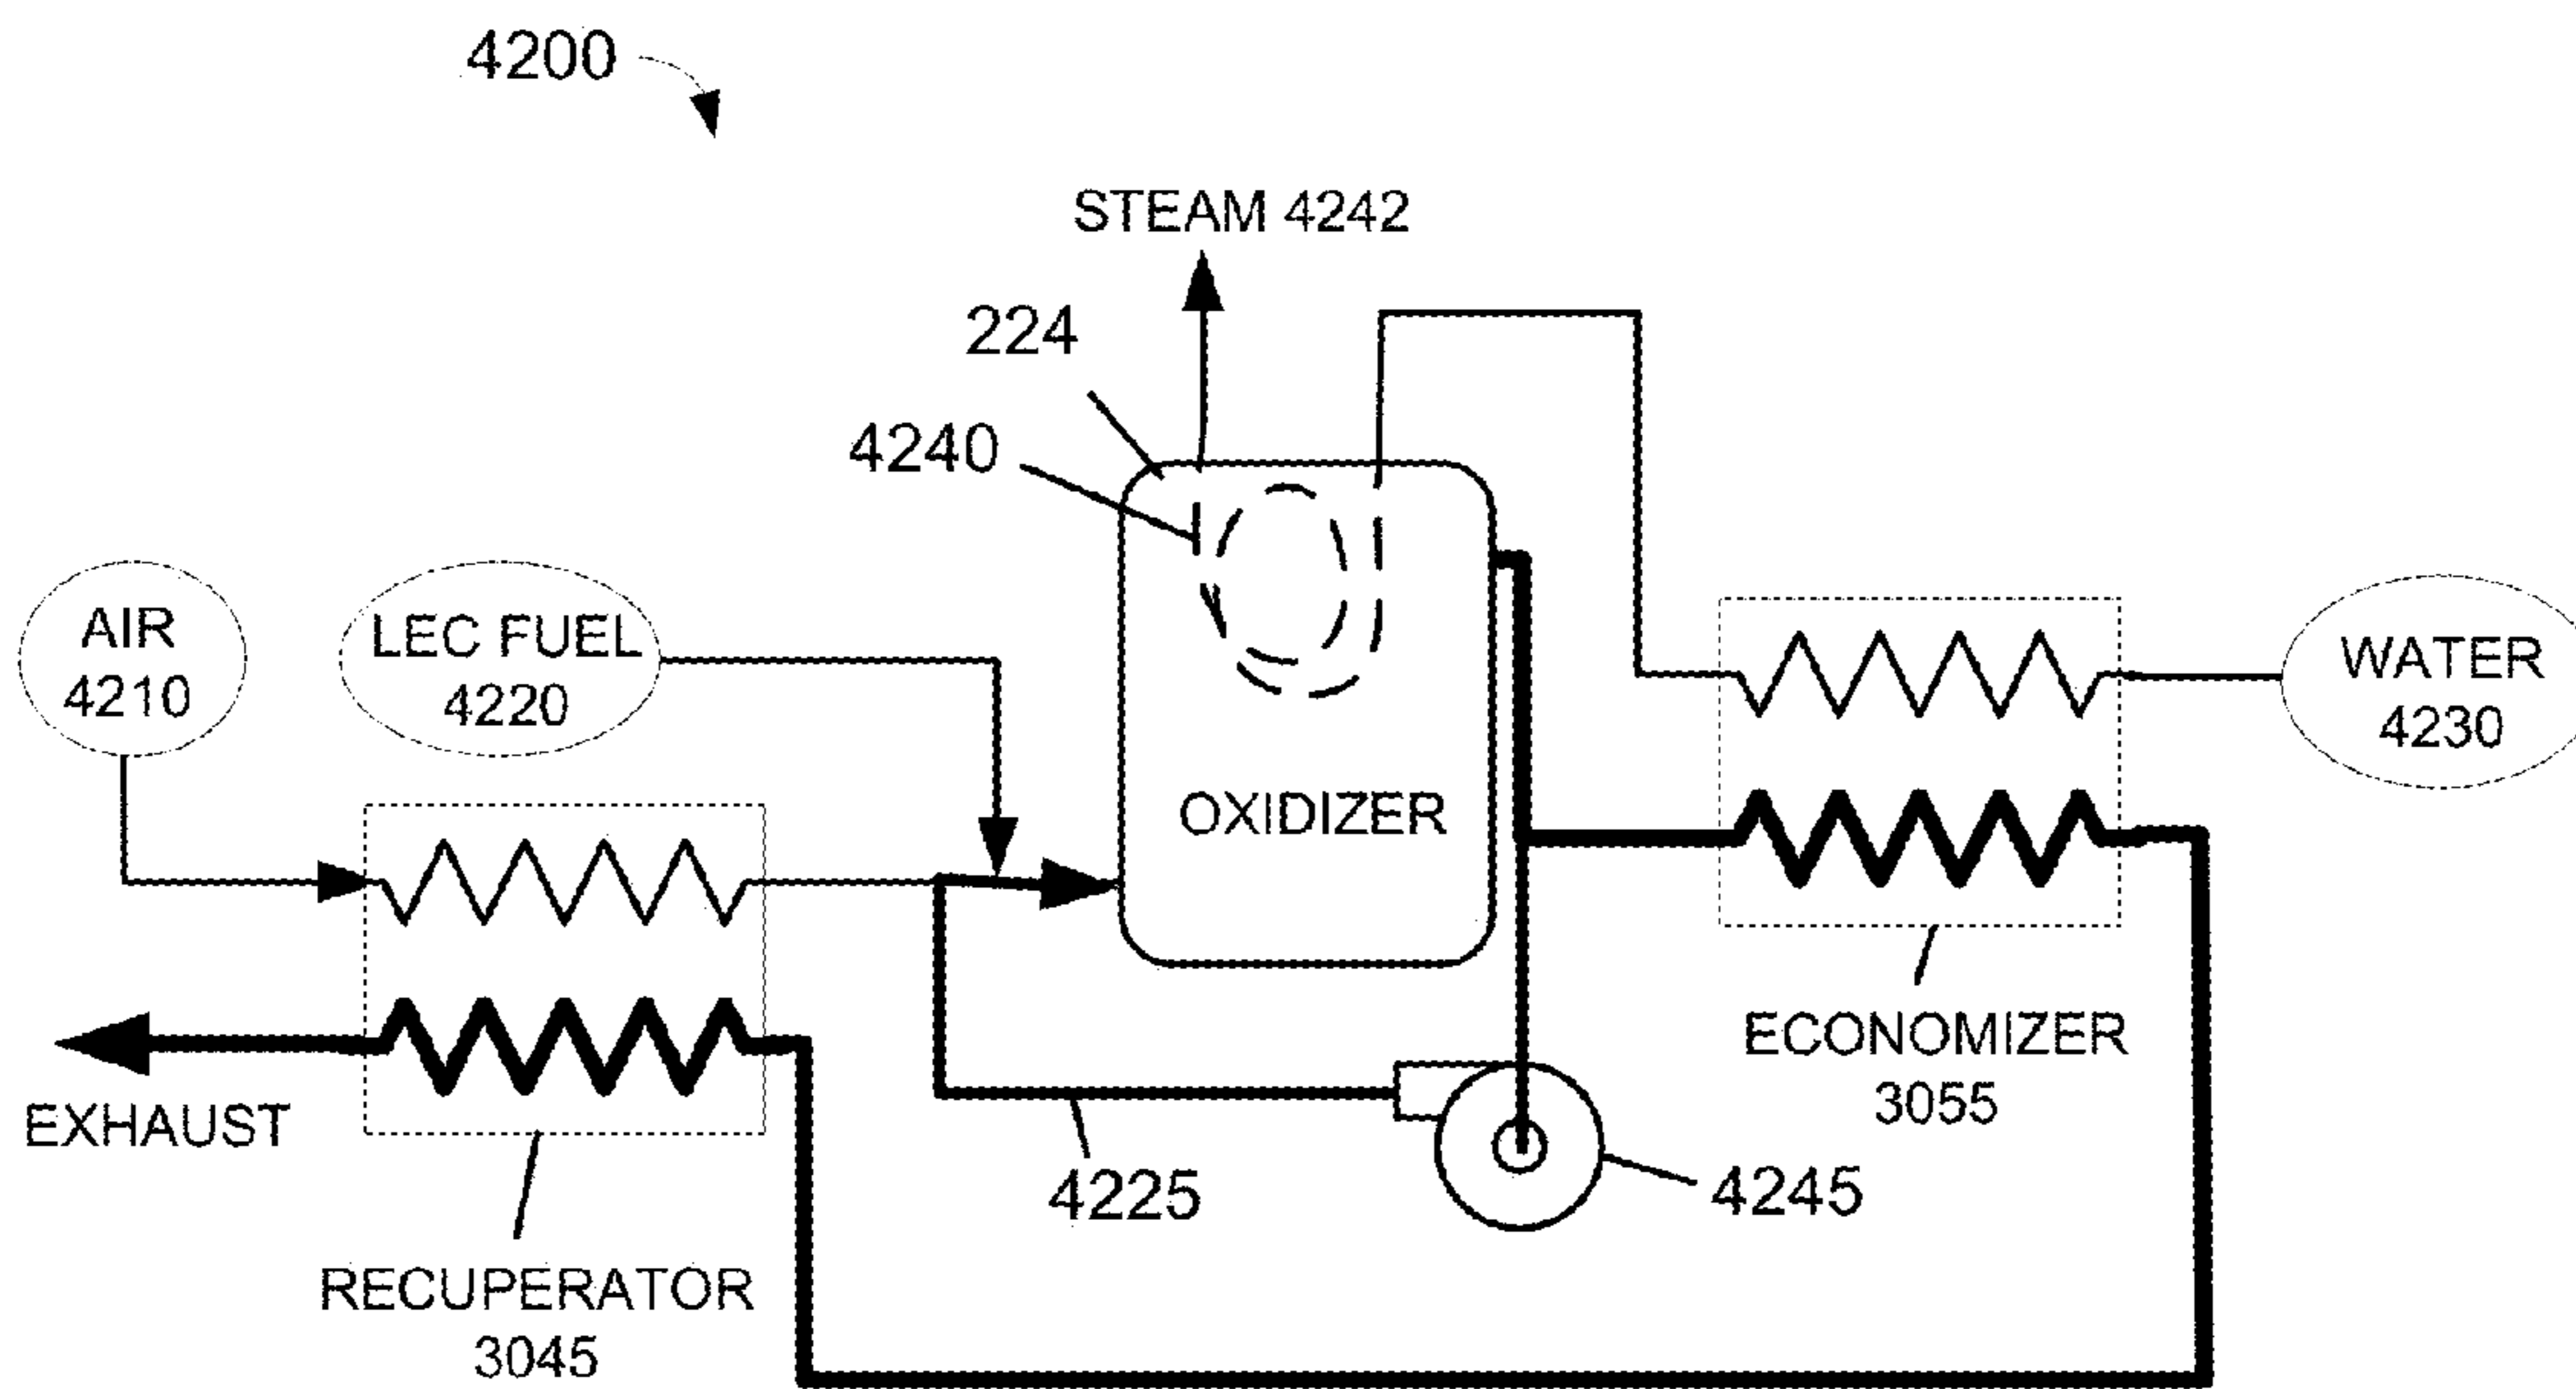 4200
STEAM 4242
224
4240
AIR
4210
LEC FUEL
4220
WATER
4230
OXIDIZER
ECONOMIZER
3055
EXHAUST
4225
4245
RECUPERATOR
3045